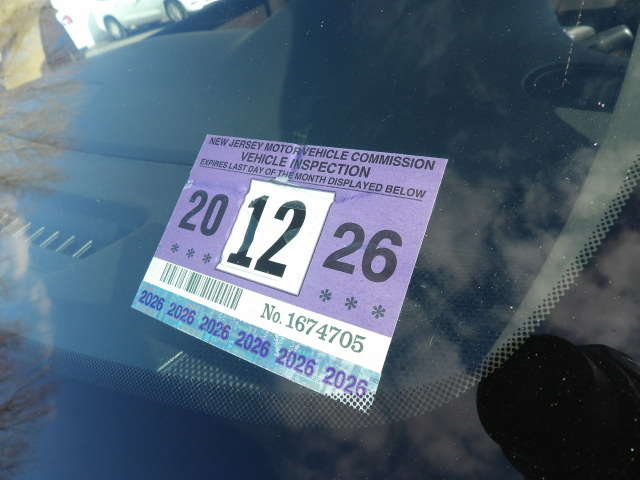 NEW JERSEY MOTOR VEHICLE COMMISSION
VEHICLE INSPECTION
EXPIRES LAST DAY OF THE MONTH DISPLAYED BELOW
20 12 26
* * * * * *
No. 1674705
2026 2026 2026 2026 2026 2026